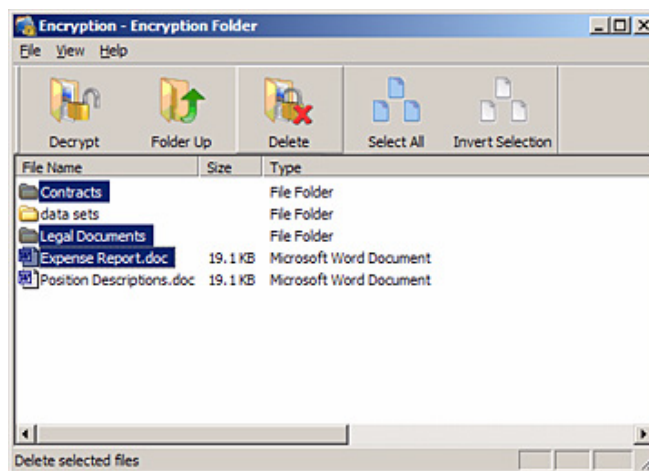 Encryption - Encryption Folder
File View Help
Decrypt Folder Up Delete Select All Invert Selection
File Name Size Type
Contracts File Folder
data sets File Folder
Legal Documents File Folder
Expense Report.doc 19.1 KB Microsoft Word Document
Position Descriptions.doc 19.1 KB Microsoft Word Document
Delete selected files